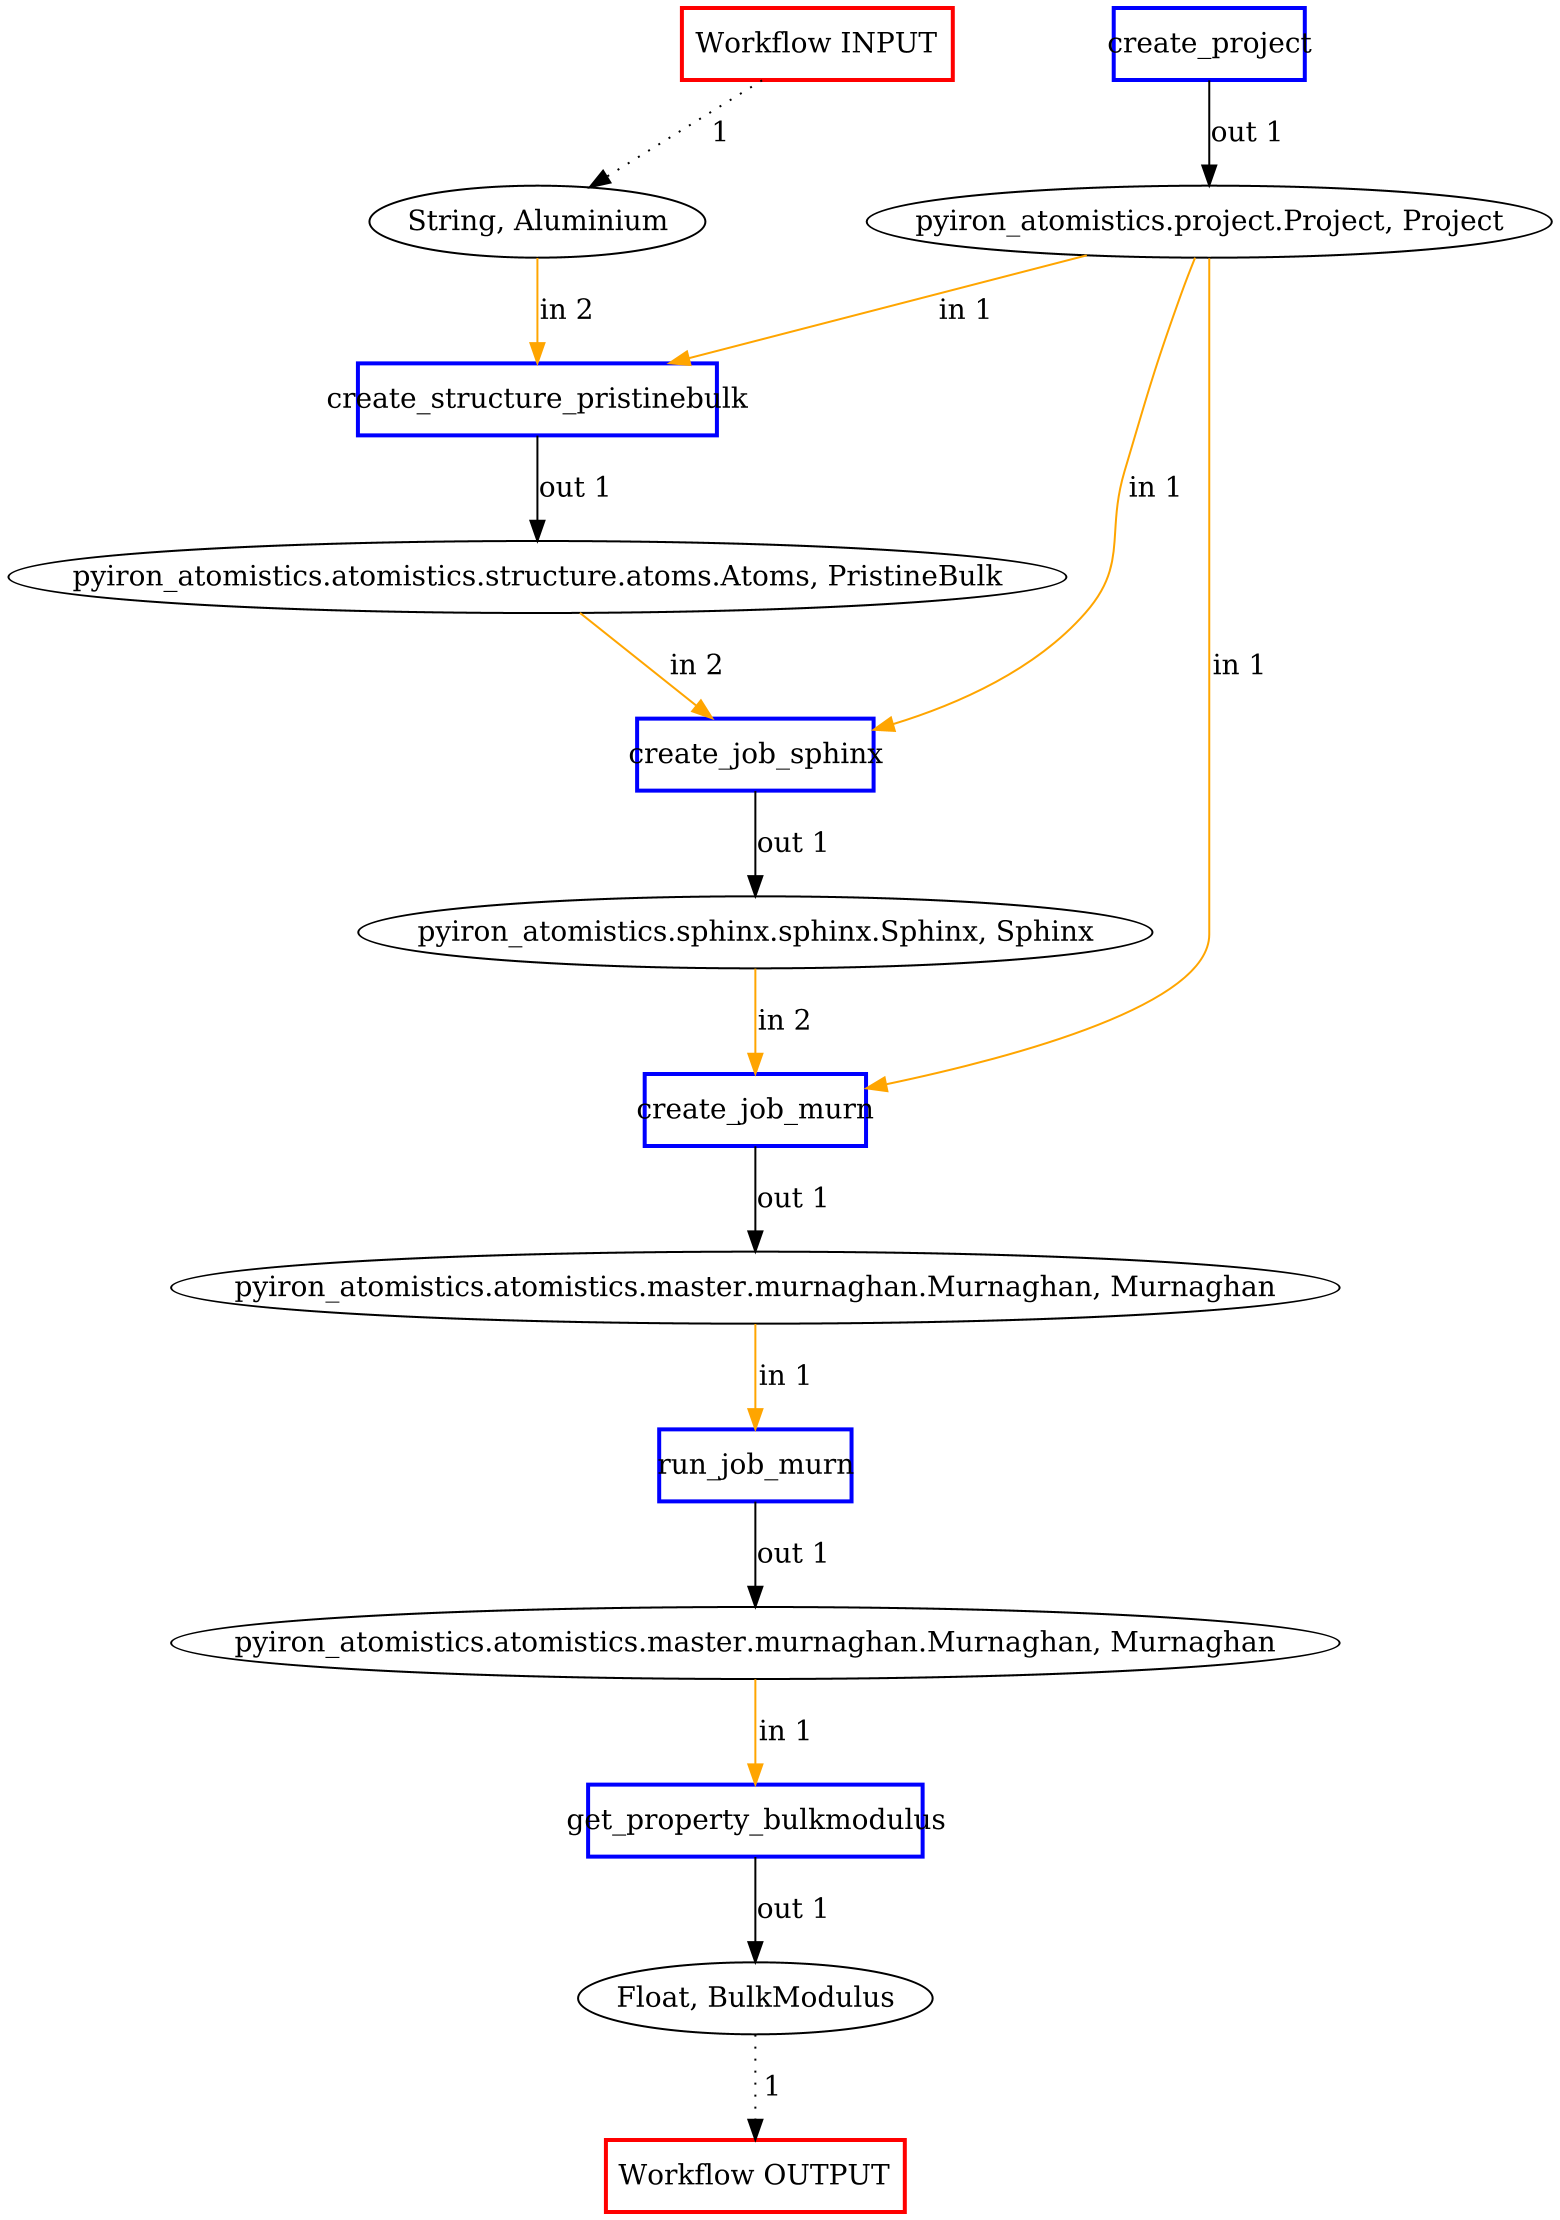 Workflow INPUT
create_project
1
out 1
String, Aluminium
pyiron_atomistics.project.Project, Project
in 2
in 1
create_structure_pristinebulk
out 1
in 1
pyiron_atomistics.atomistics.structure.atoms.Atoms, PristineBulk
in 2
in 1
create_job_sphinx
out 1
pyiron_atomistics.sphinx.sphinx.Sphinx, Sphinx
in 2
create_job_murn
out 1
pyiron_atomistics.atomistics.master.murnaghan.Murnaghan, Murnaghan
in 1
run_job_murn
out 1
pyiron_atomistics.atomistics.master.murnaghan.Murnaghan, Murnaghan
in 1
get_property_bulkmodulus
out 1
Float, BulkModulus
1
Workflow OUTPUT